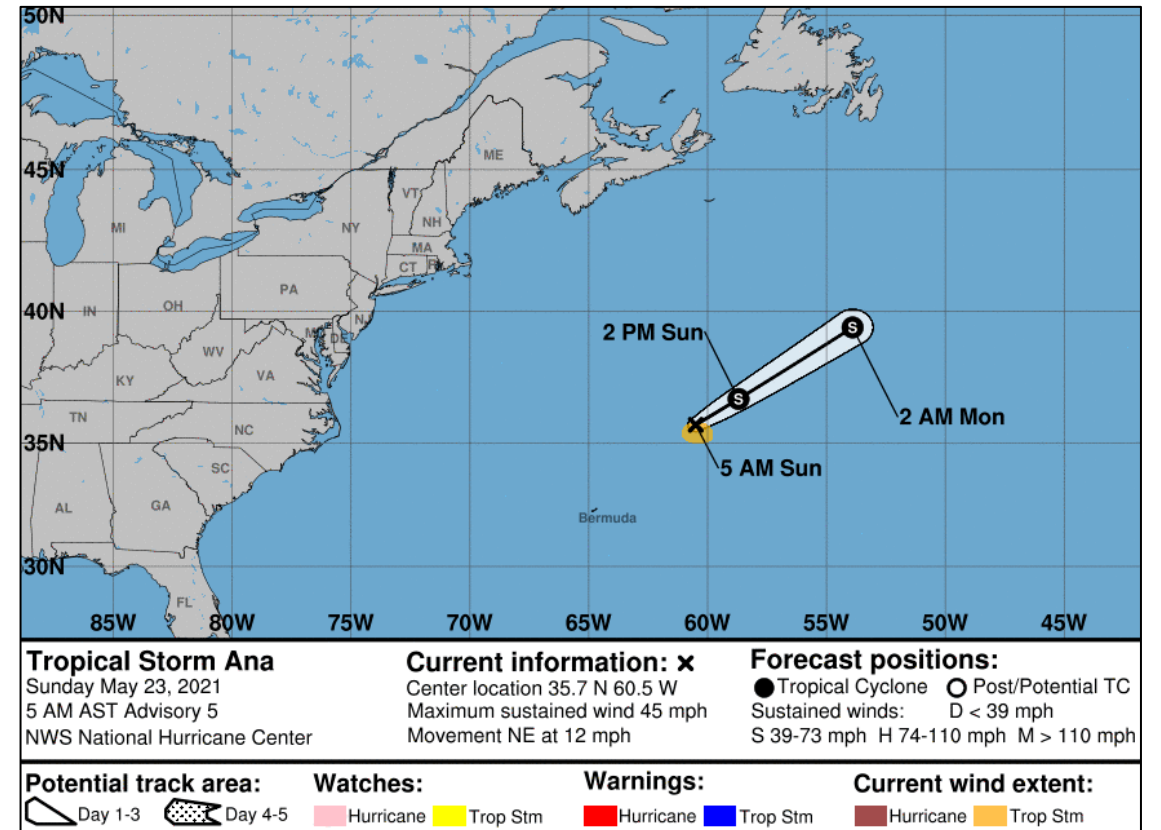 50N
45N
40N
35N
30N
85W 80W 75W 70W 65W 60W 55W 50W 45W
ME
VT
NH
MI
NY
MA
CT
PA
IN
OH
NJ
DE
WV
VA
KY
TN
NC
SC
AL
GA
FL
Bermuda
2 PM Sun
2 AM Mon
5 AM Sun
S
S
Tropical Storm Ana
Sunday May 23, 2021
5 AM AST Advisory 5
NWS National Hurricane Center
Current information: ×
Center location 35.7 N 60.5 W
Maximum sustained wind 45 mph
Movement NE at 12 mph
Forecast positions:
Tropical Cyclone Post/Potential TC
Sustained winds: D < 39 mph
S 39-73 mph H 74-110 mph M > 110 mph
Potential track area:
Day 1-3 Day 4-5
Watches:
Hurricane Trop Stm
Warnings:
Hurricane Trop Stm
Current wind extent:
Hurricane Trop Stm